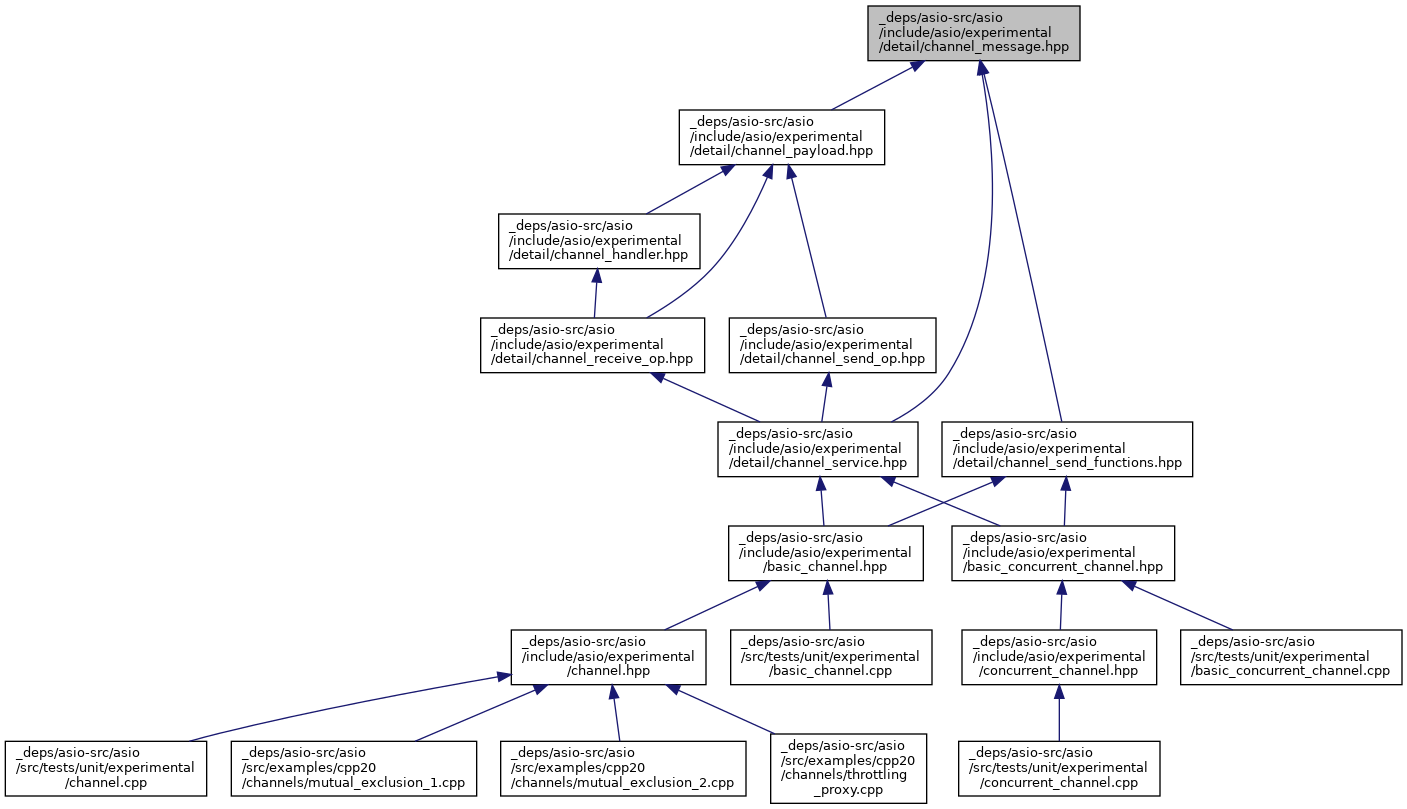 _deps/asio-src/asio
/include/asio/experimental
/detail/channel_message.hpp
_deps/asio-src/asio
/include/asio/experimental
/detail/channel_payload.hpp
_deps/asio-src/asio
/include/asio/experimental
/detail/channel_handler.hpp
_deps/asio-src/asio
/include/asio/experimental
/detail/channel_receive_op.hpp
_deps/asio-src/asio
/include/asio/experimental
/detail/channel_send_op.hpp
_deps/asio-src/asio
/include/asio/experimental
/detail/channel_service.hpp
_deps/asio-src/asio
/include/asio/experimental
/detail/channel_send_functions.hpp
_deps/asio-src/asio
/include/asio/experimental
/basic_channel.hpp
_deps/asio-src/asio
/include/asio/experimental
/basic_concurrent_channel.hpp
_deps/asio-src/asio
/include/asio/experimental
/channel.hpp
_deps/asio-src/asio
/src/tests/unit/experimental
/basic_channel.cpp
_deps/asio-src/asio
/include/asio/experimental
/concurrent_channel.hpp
_deps/asio-src/asio
/src/tests/unit/experimental
/basic_concurrent_channel.cpp
_deps/asio-src/asio
/src/tests/unit/experimental
/channel.cpp
_deps/asio-src/asio
/src/examples/cpp20
/channels/mutual_exclusion_1.cpp
_deps/asio-src/asio
/src/examples/cpp20
/channels/mutual_exclusion_2.cpp
_deps/asio-src/asio
/src/examples/cpp20
/channels/throttling
_proxy.cpp
_deps/asio-src/asio
/src/tests/unit/experimental
/concurrent_channel.cpp